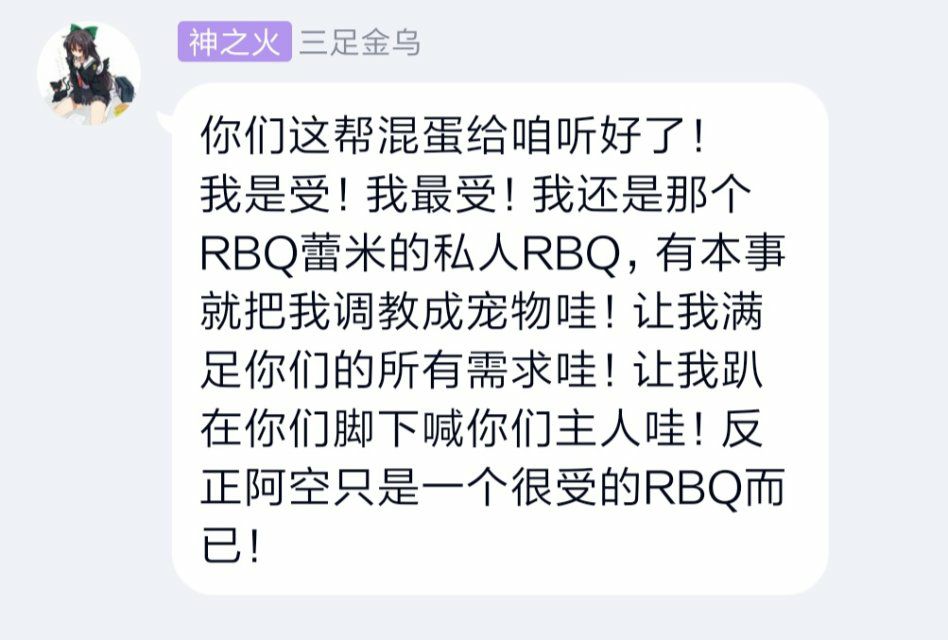 神之火 三足金乌
你们这帮混蛋给咱听好了！
我是受！我最受！我还是那个
RBQ蕾米的私人RBQ，有本事
就把我调教成宠物哇！让我满
足你们的所有需求哇！让我趴
在你们脚下喊你们主人哇！反
正阿空只是一个很受的RBQ而
已！